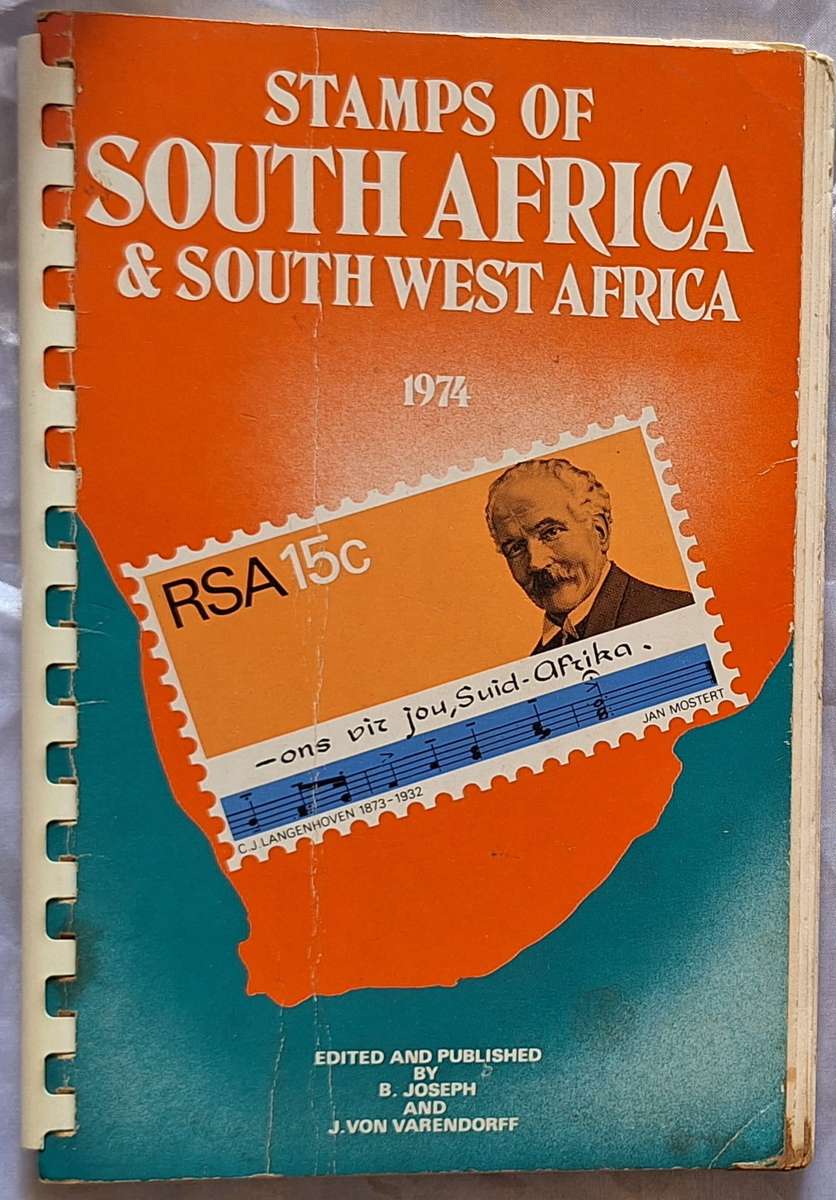 STAMPS OF
SOUTH AFRICA
& SOUTH WEST AFRICA
1974
RSA 15c
–ons vir jou, Suid-Afrika.
C.J. LANGENHOVEN 1873–1932
JAN MOSTERT
EDITED AND PUBLISHED
BY
B. JOSEPH
AND
J. VON VARENDORFF